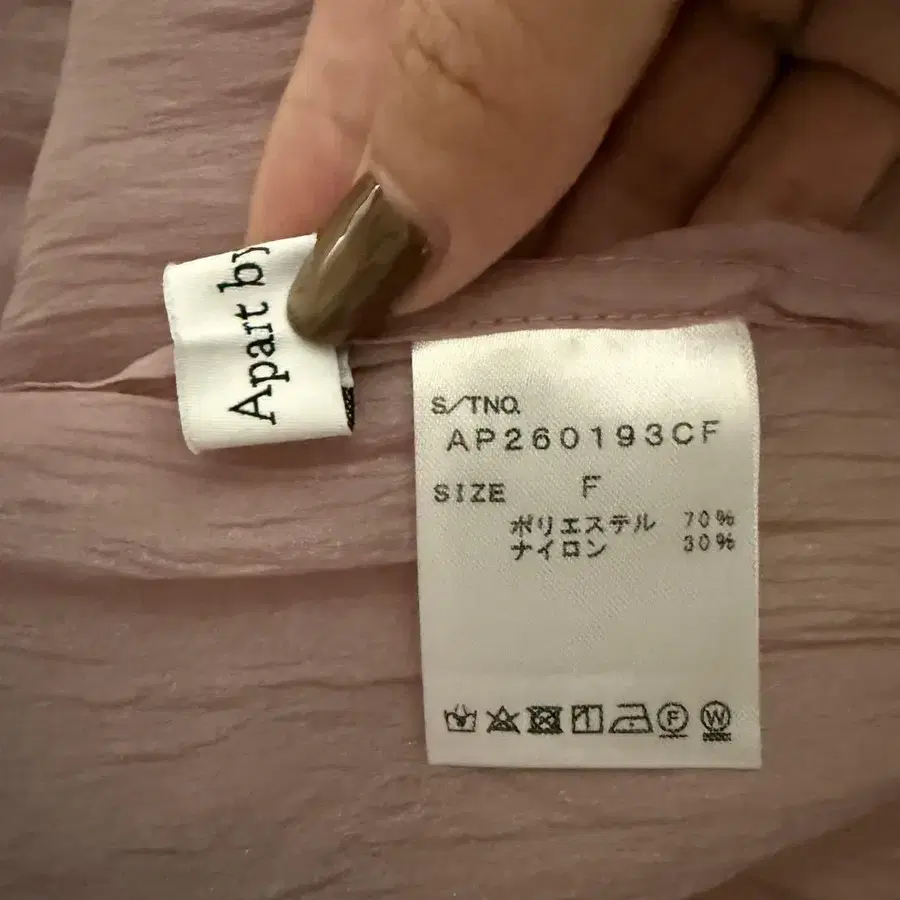 Apart by
S/TNO.
AP260193CF
SIZE F
ポリエステル 70%
ナイロン 30%
F W